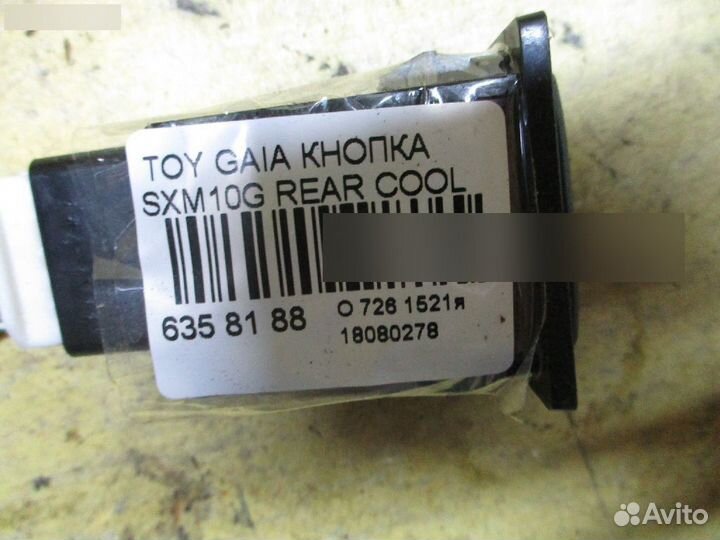 TOY GAIA КНОПКА
SXM10G REAR COOL
635 81 88
О 726 1521я
18080278
Avito